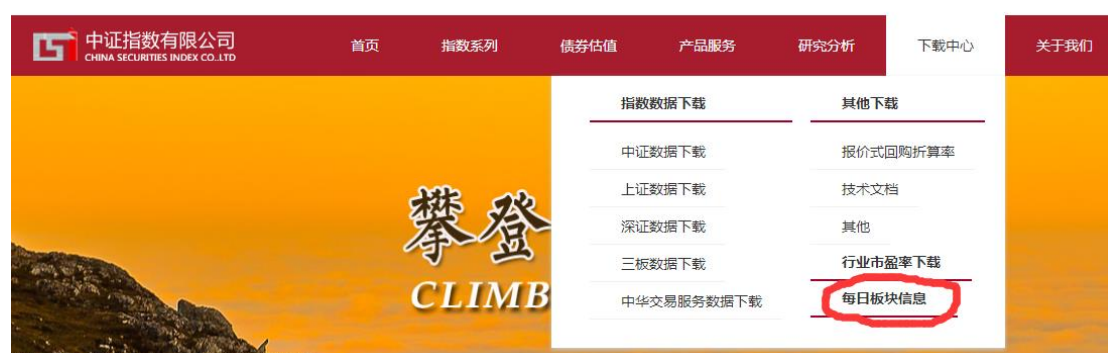 中证指数有限公司
CHINA SECURITIES INDEX CO.,LTD
首页 指数系列 债券估值 产品服务 研究分析 下载中心 关于我们
指数数据下载 其他下载
中证数据下载 报价式回购折算率
上证数据下载 技术文档
深证数据下载 其他
三板数据下载 行业市盈率下载
中华交易服务数据下载 每日板块信息
攀登
CLIMB